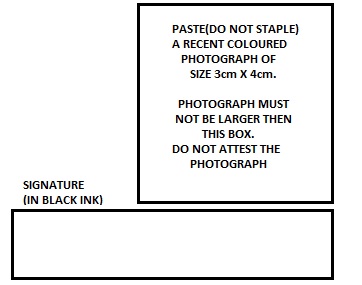 PASTE(DO NOT STAPLE)
A RECENT COLOURED
PHOTOGRAPH OF
SIZE 3cm X 4cm.
PHOTOGRAPH MUST
NOT BE LARGER THEN
THIS BOX.
DO NOT ATTEST THE
PHOTOGRAPH
SIGNATURE
(IN BLACK INK)